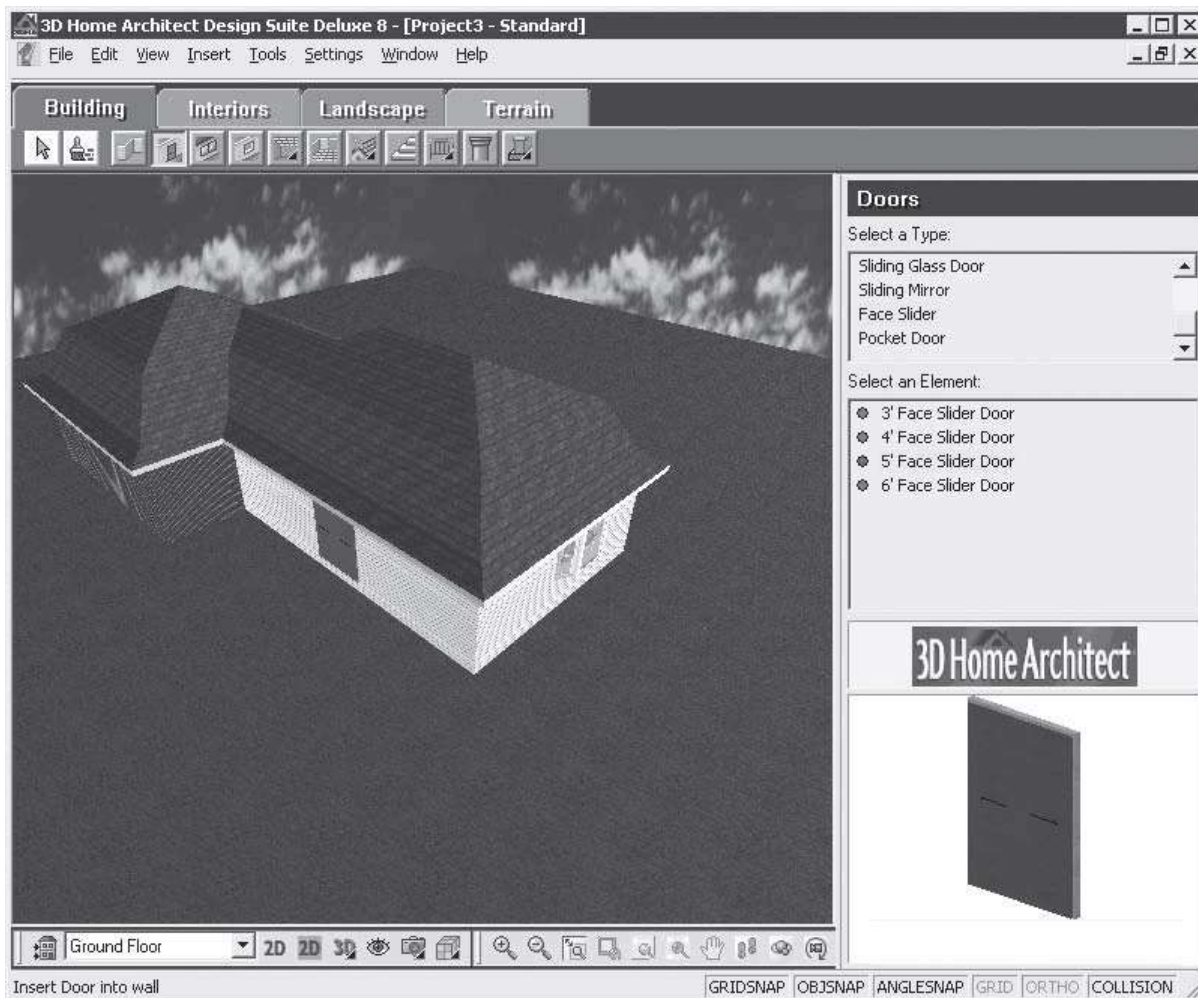 3D Home Architect Design Suite Deluxe 8 - [Project3 - Standard]
File Edit View Insert Tools Settings Window Help
Building Interiors Landscape Terrain
Doors
Select a Type:
Sliding Glass Door
Sliding Mirror
Face Slider
Pocket Door
Select an Element:
3' Face Slider Door
4' Face Slider Door
5' Face Slider Door
6' Face Slider Door
3D Home Architect
Ground Floor 2D 2D 3D
Insert Door into wall GRIDSNAP OBJSNAP ANGLESNAP GRID ORTHO COLLISION